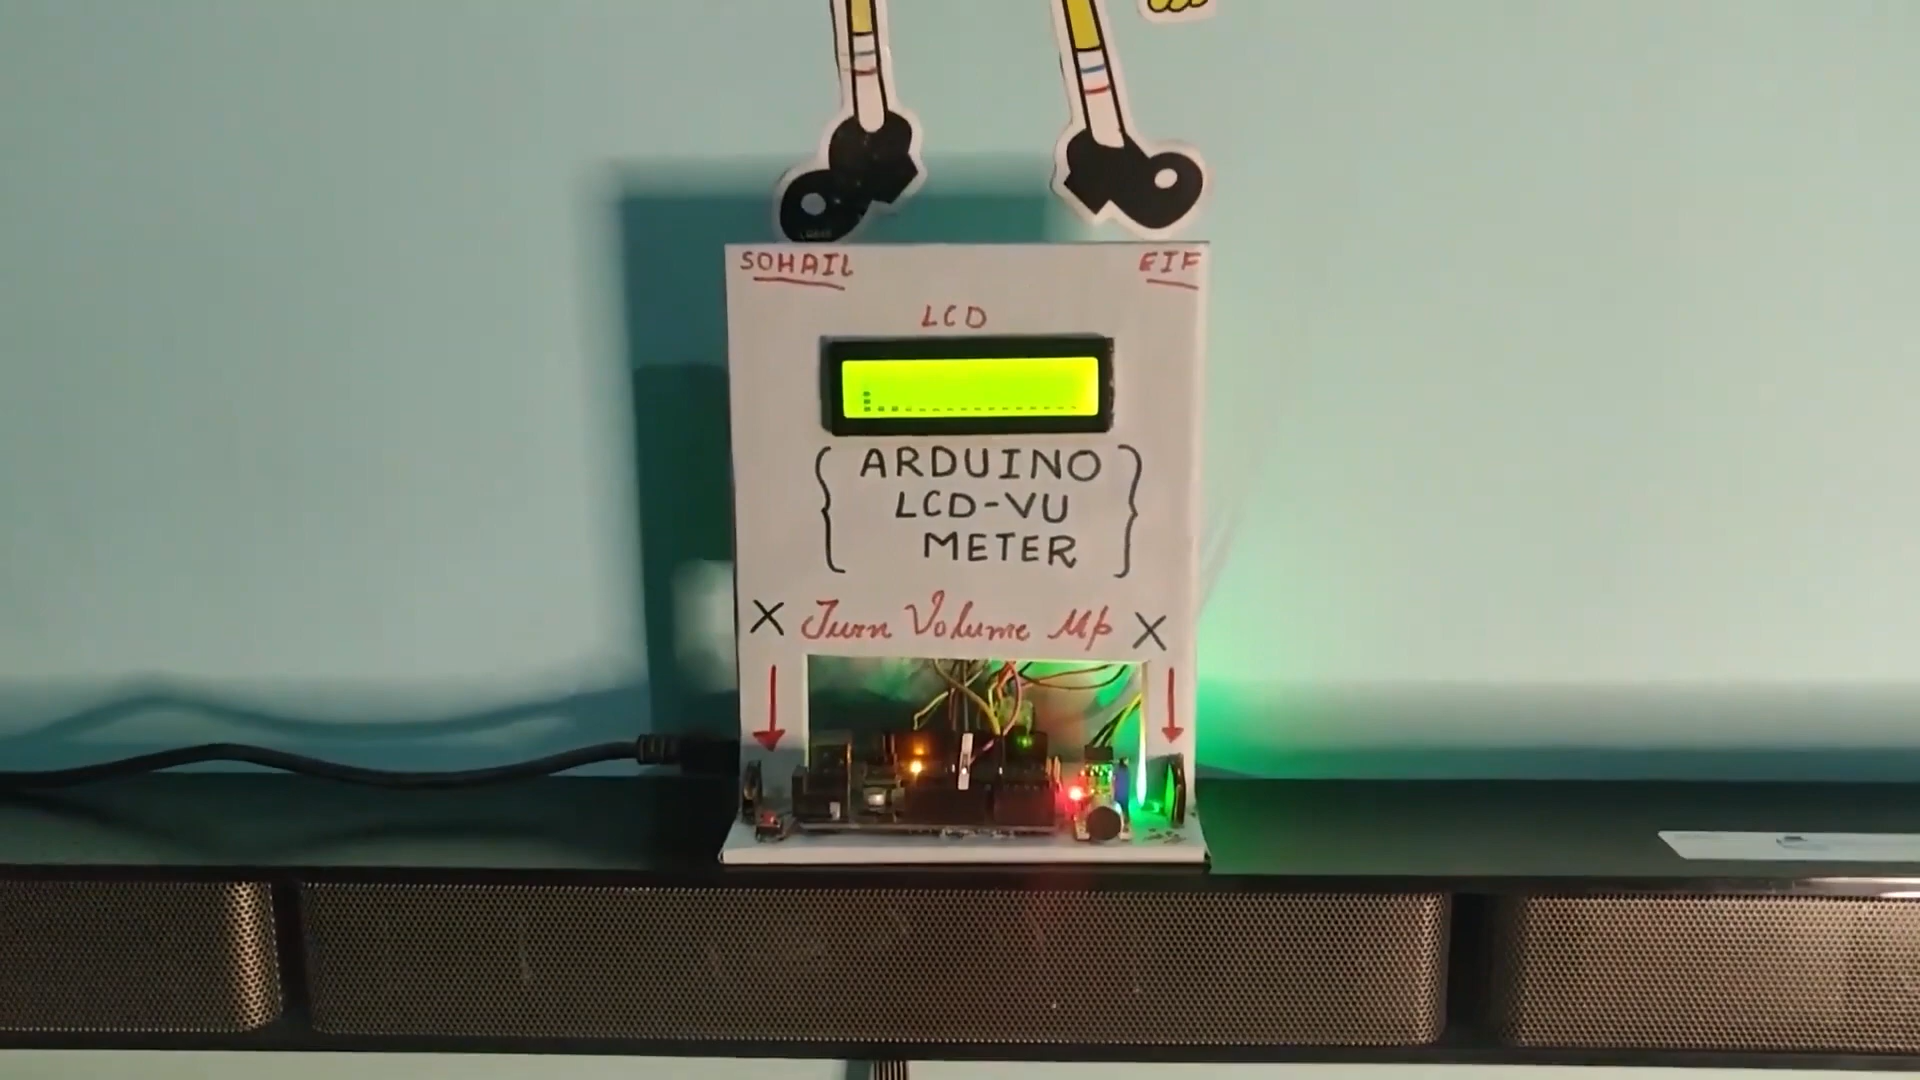 SOHAIL EIF
LCD
ARDUINO
LCD-VU
METER
X Turn Volume Up X